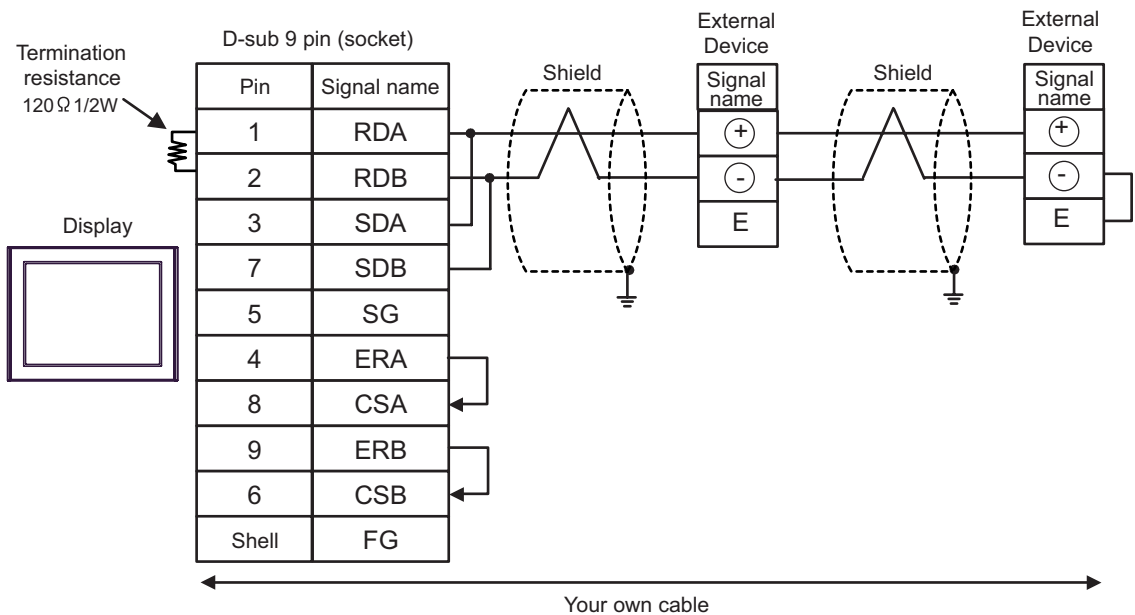 Termination
resistance
120Ω 1/2W
D-sub 9 pin (socket)
Pin Signal name
1 RDA
2 RDB
3 SDA
7 SDB
5 SG
4 ERA
8 CSA
9 ERB
6 CSB
Shell FG
Display
Shield
External
Device
Signal
name
+
-
E
Shield
External
Device
Signal
name
+
-
E
Your own cable